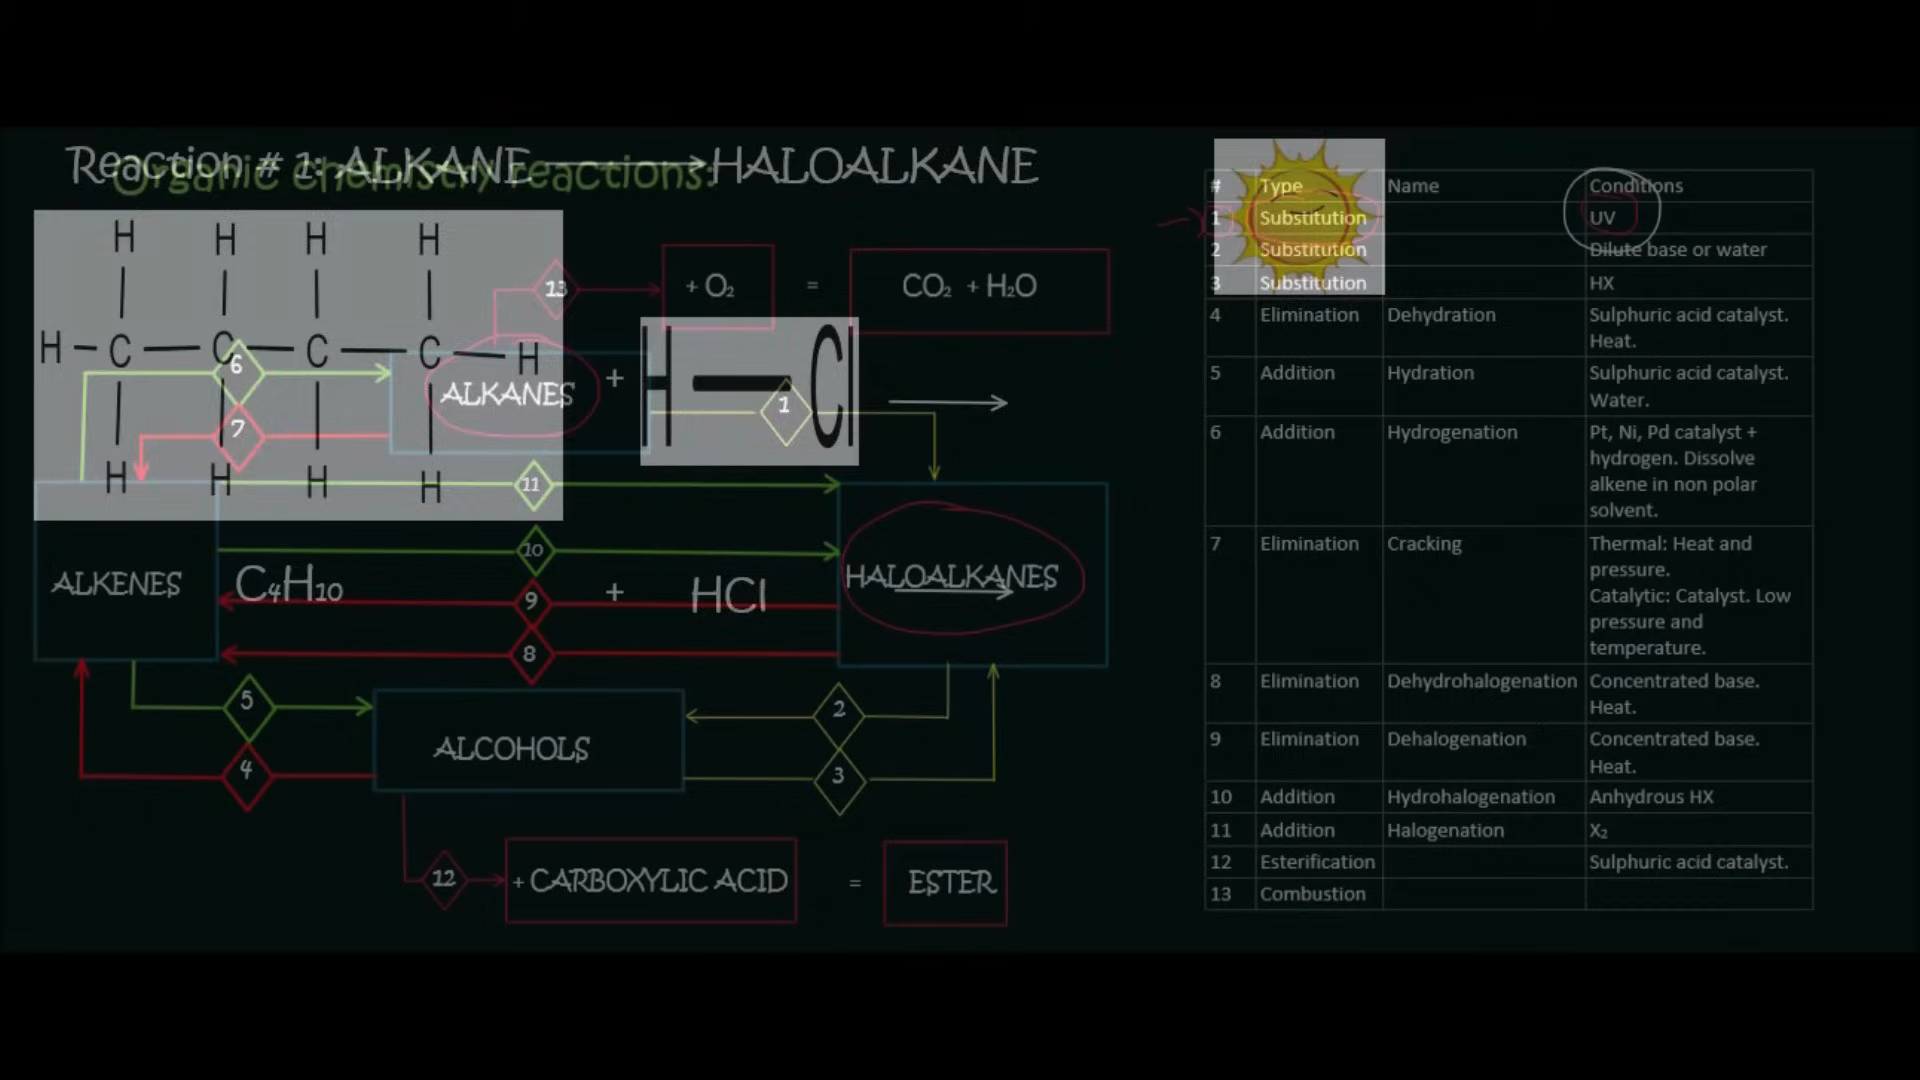 Reaction # 1: ALKANE HALOALKANE
Organic chemistry reactions:
H H H H
H C C C C H
H H H H
+
H Cl
C₄H₁₀ + HCl
13 + O₂ = CO₂ + H₂O
6
ALKANES
1
7
11
10
ALKENES
HALOALKANES
9
8
5
2
ALCOHOLS
4
3
12 + CARBOXYLIC ACID = ESTER
# Type Name Conditions
1 Substitution UV
2 Substitution Dilute base or water
3 Substitution HX
4 Elimination Dehydration Sulphuric acid catalyst.
Heat.
5 Addition Hydration Sulphuric acid catalyst.
Water.
6 Addition Hydrogenation Pt, Ni, Pd catalyst +
hydrogen. Dissolve
alkene in non polar
solvent.
7 Elimination Cracking Thermal: Heat and
pressure.
Catalytic: Catalyst. Low
pressure and
temperature.
8 Elimination Dehydrohalogenation Concentrated base.
Heat.
9 Elimination Dehalogenation Concentrated base.
Heat.
10 Addition Hydrohalogenation Anhydrous HX
11 Addition Halogenation X₂
12 Esterification Sulphuric acid catalyst.
13 Combustion